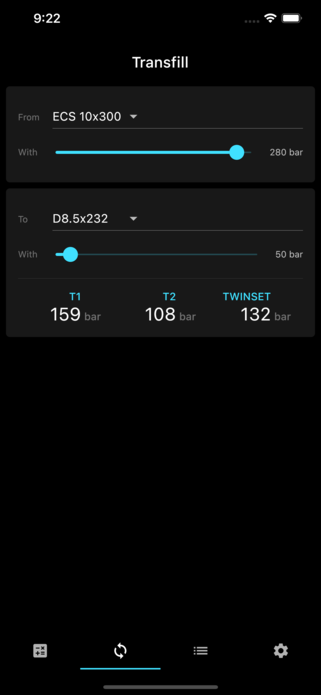 9:22
Transfill
From ECS 10x300
With 280 bar
To D8.5x232
With 50 bar
T1 T2 TWINSET
159 bar 108 bar 132 bar